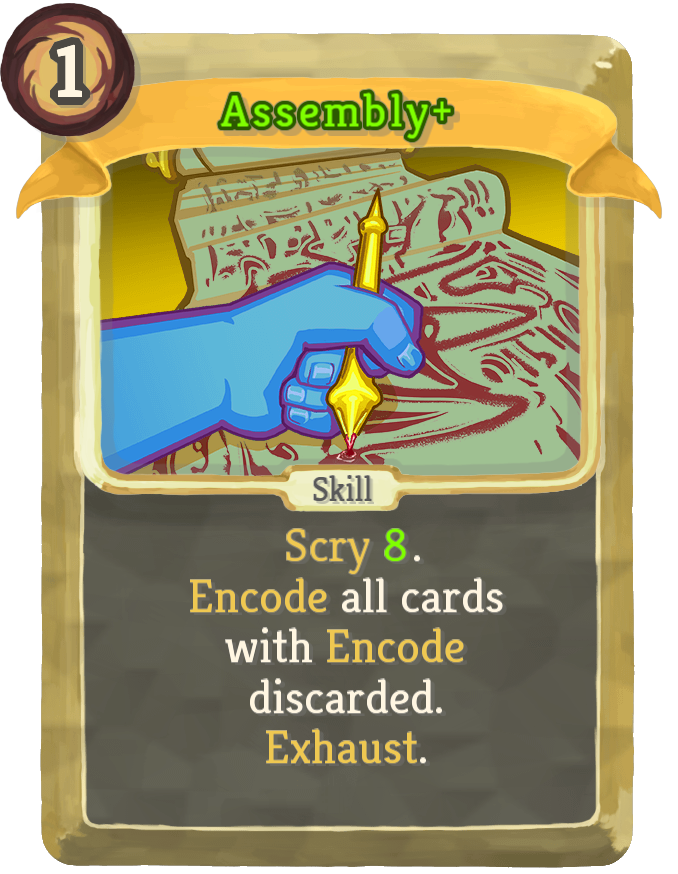 1
Assembly+
Skill
Scry 8.
Encode all cards
with Encode
discarded.
Exhaust.